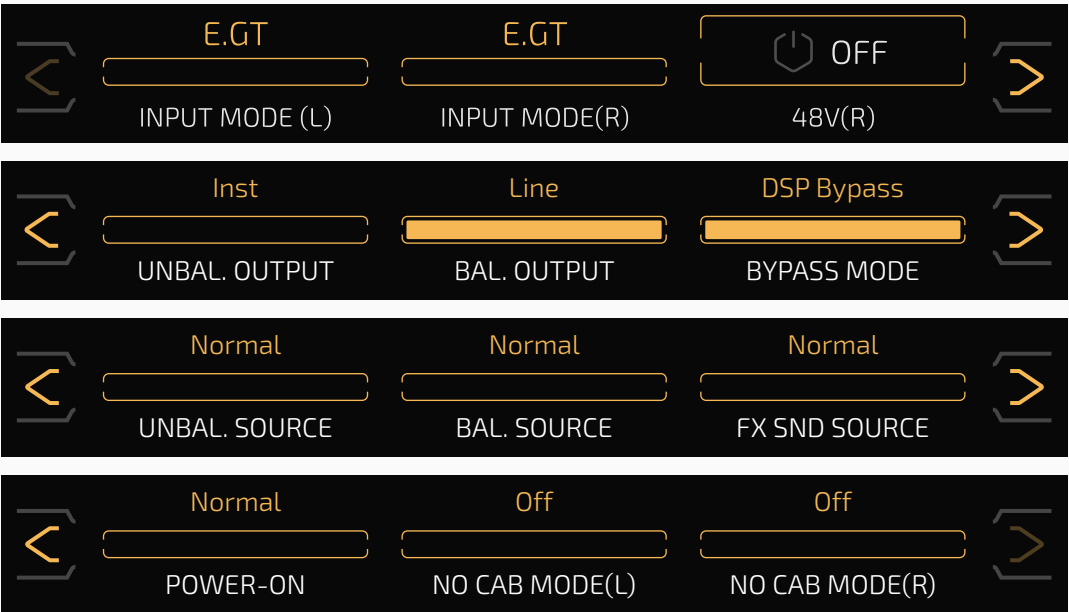 E.GT E.GT OFF
INPUT MODE (L) INPUT MODE(R) 48V(R)
Inst Line DSP Bypass
UNBAL. OUTPUT BAL. OUTPUT BYPASS MODE
Normal Normal Normal
UNBAL. SOURCE BAL. SOURCE FX SND SOURCE
Normal Off Off
POWER-ON NO CAB MODE(L) NO CAB MODE(R)